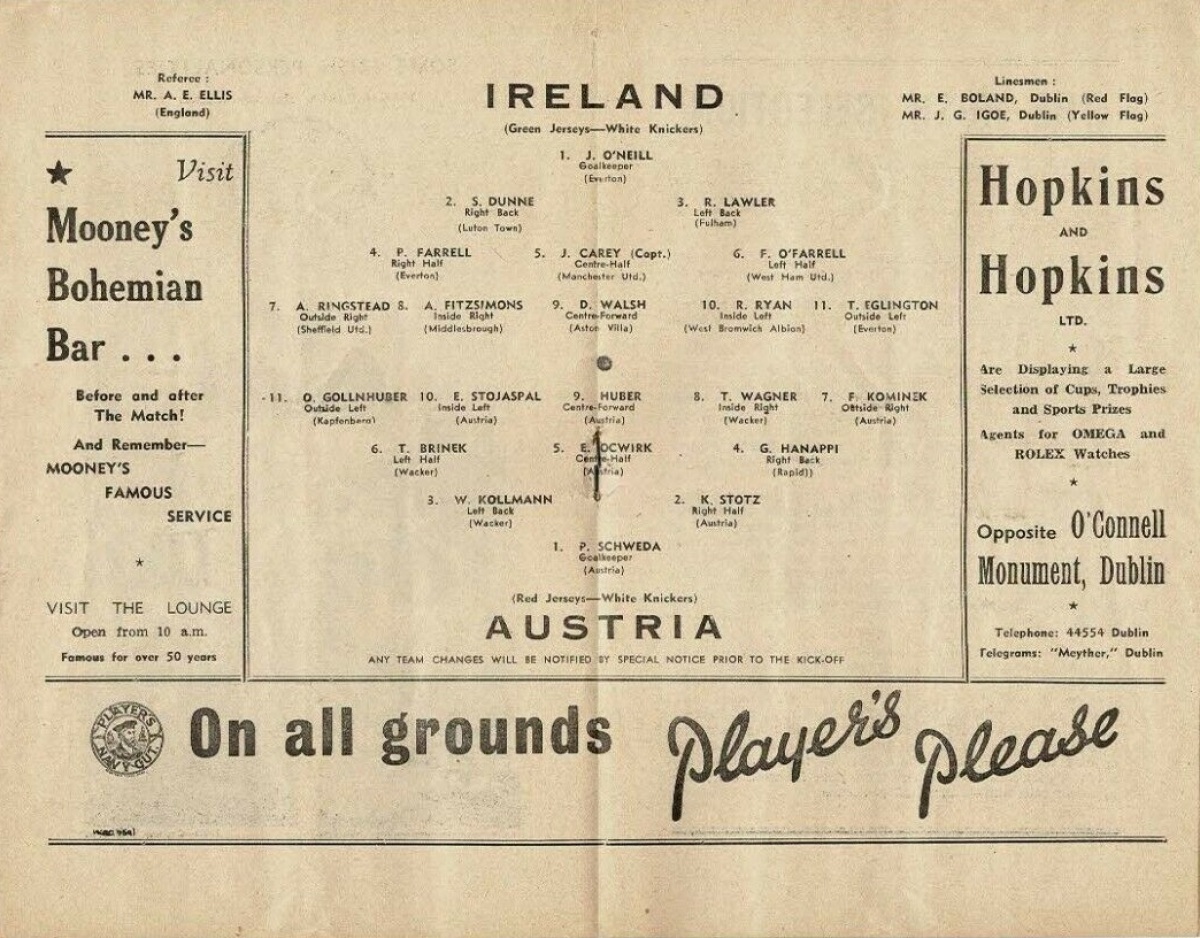 Referee :
MR. A. E. ELLIS
(England)
IRELAND
(Green Jerseys—White Knickers)
Linesmen :
MR. E. BOLAND, Dublin (Red Flag)
MR. J. G. IGOE, Dublin (Yellow Flag)
★ Visit
Mooney's
Bohemian
Bar . . .
Before and after
The Match!
And Remember—
MOONEY'S
FAMOUS
SERVICE
★
VISIT THE LOUNGE
Open from 10 a.m.
Famous for over 50 years
1. J. O'NEILL
Goalkeeper
(Everton)
2. S. DUNNE
Right Back
(Luton Town)
3. R. LAWLER
Left Back
(Fulham)
4. P. FARRELL
Right Half
(Everton)
5. J. CAREY (Capt.)
Centre-Half
(Manchester Utd.)
6. F. O'FARRELL
Left Half
(West Ham Utd.)
7. A. RINGSTEAD
Outside Right
(Sheffield Utd.)
8. A. FITZSIMONS
Inside Right
(Middlesbrough)
9. D. WALSH
Centre-Forward
(Aston Villa)
10. R. RYAN
Inside Left
(West Bromwich Albion)
11. T. EGLINGTON
Outside Left
(Everton)
11. O. GOLLNHUBER
Outside Left
(Kapfenberg)
10. E. STOJASPAL
Inside Left
(Austria)
9. HUBER
Centre-Forward
(Austria)
8. T. WAGNER
Inside Right
(Wacker)
7. F. KOMINEK
Outside Right
(Austria)
6. T. BRINEK
Left Half
(Wacker)
5. E. OCWIRK
Centre-Half
(Austria)
4. G. HANAPPI
Right Back
(Rapid))
3. W. KOLLMANN
Left Back
(Wacker)
2. K. STOTZ
Right Half
(Austria)
1. P. SCHWEDA
Goalkeeper
(Austria)
(Red Jerseys—White Knickers)
AUSTRIA
ANY TEAM CHANGES WILL BE NOTIFIED BY SPECIAL NOTICE PRIOR TO THE KICK-OFF
Hopkins
AND
Hopkins
LTD.
★
Are Displaying a Large
Selection of Cups, Trophies
and Sports Prizes
Agents for OMEGA and
ROLEX Watches
★
Opposite O'Connell
Monument, Dublin
★
Telephone: 44554 Dublin
Telegrams: "Meyther," Dublin
PLAYER'S
NAVY CUT
On all grounds
Player's
Please